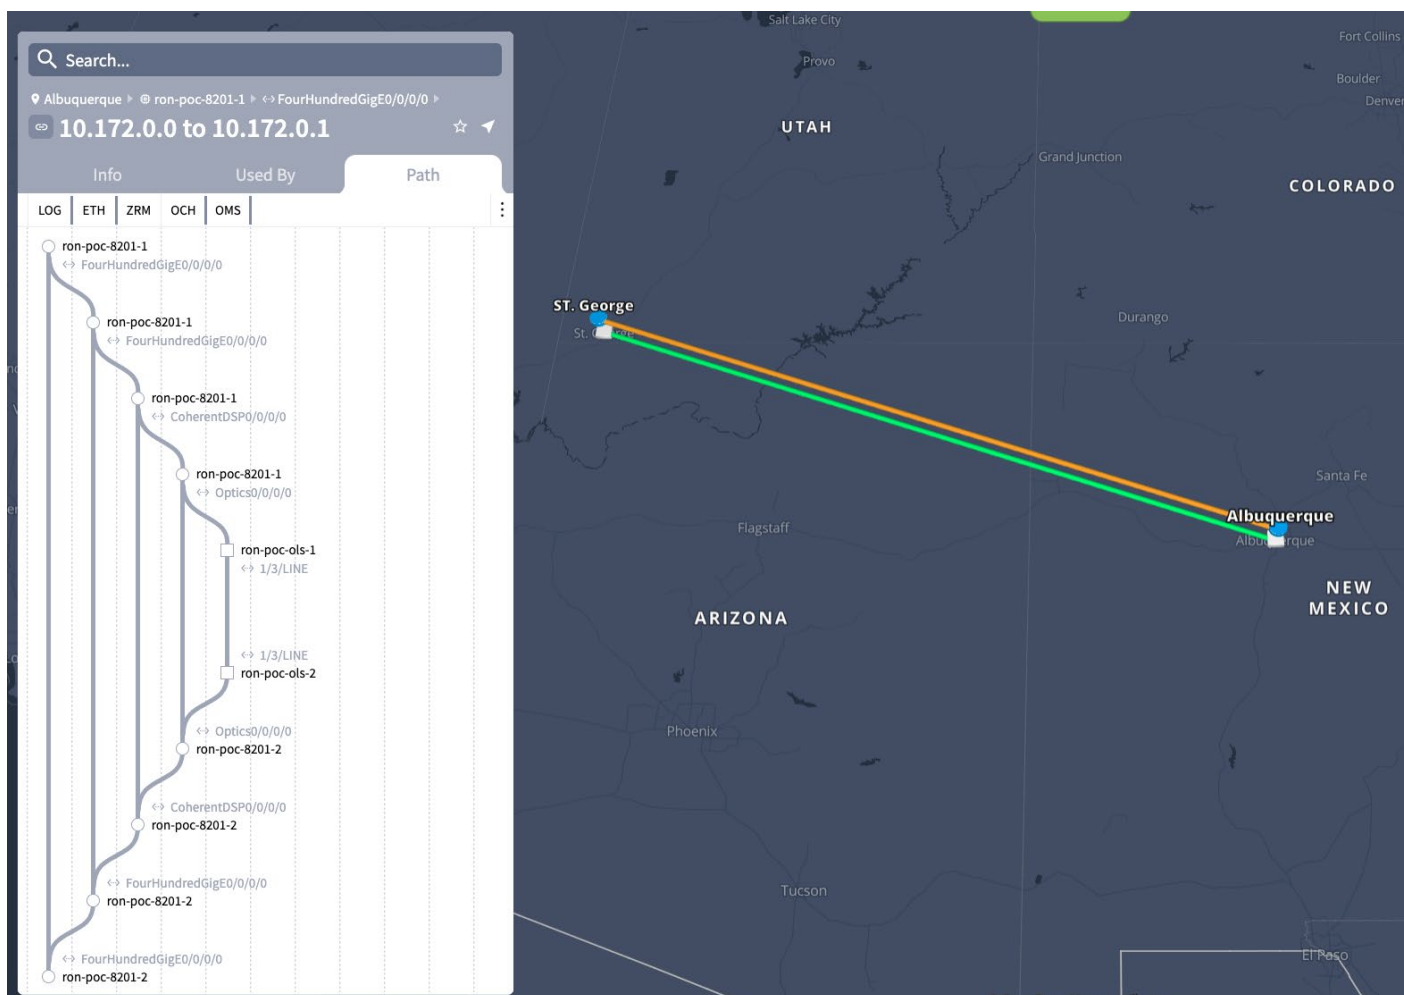 Search...
Albuquerque ron-poc-8201-1 FourHundredGigE0/0/0/0
10.172.0.0 to 10.172.0.1
Info Used By Path
LOG ETH ZRM OCH OMS
ron-poc-8201-1
FourHundredGigE0/0/0/0
ron-poc-8201-1
FourHundredGigE0/0/0/0
ron-poc-8201-1
CoherentDSP0/0/0/0
ron-poc-8201-1
Optics0/0/0/0
ron-poc-ols-1
1/3/LINE
1/3/LINE
ron-poc-ols-2
Optics0/0/0/0
ron-poc-8201-2
CoherentDSP0/0/0/0
ron-poc-8201-2
FourHundredGigE0/0/0/0
ron-poc-8201-2
FourHundredGigE0/0/0/0
ron-poc-8201-2
Salt Lake City
Fort Collins
Provo
Boulder
Denver
UTAH
Grand Junction
COLORADO
ST. George
St.
Durango
Santa Fe
Albuquerque
Flagstaff
NEW
MEXICO
ARIZONA
Phoenix
Tucson
El Paso